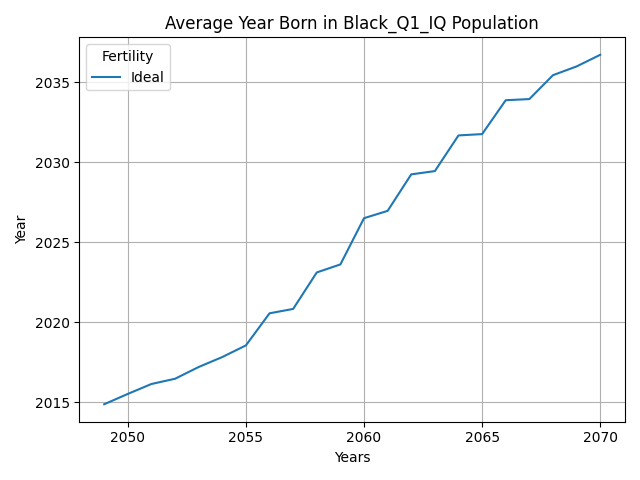 Average Year Born in Black_Q1_IQ Population
Fertility
Ideal
2035
2030
2025
2020
2015
Year
2050 2055 2060 2065 2070
Years